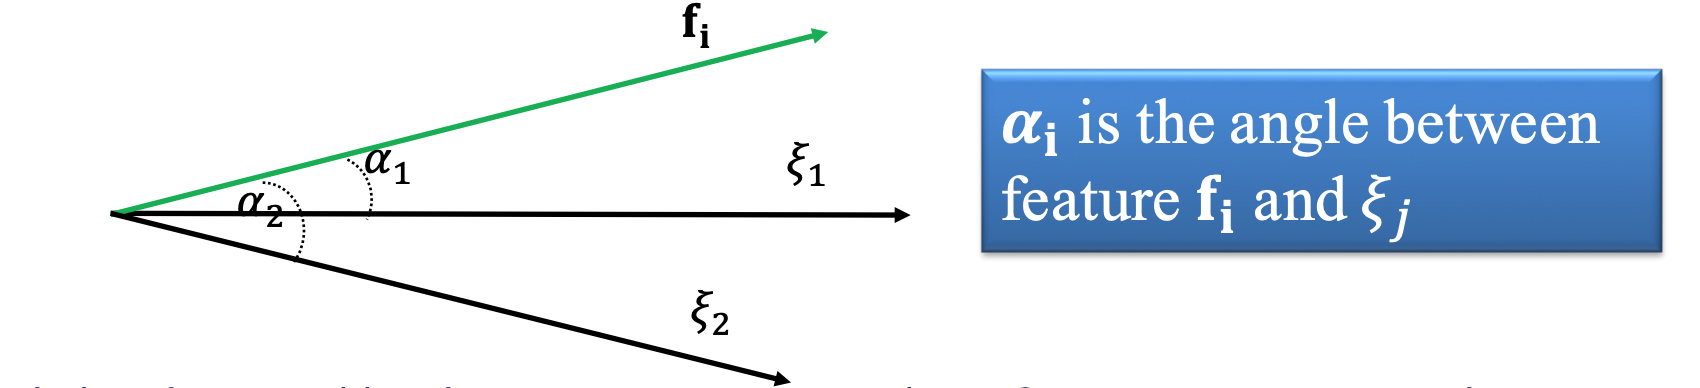 𝐟ᵢ
α₁
ξ₁
α₂
ξ₂
𝜶ᵢ is the angle between
feature 𝐟ᵢ and ξⱼ